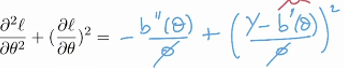 ∂²ℓ/∂θ² + (∂ℓ/∂θ)² = - b''(θ)/ø + (y - b'(θ)/ø)²